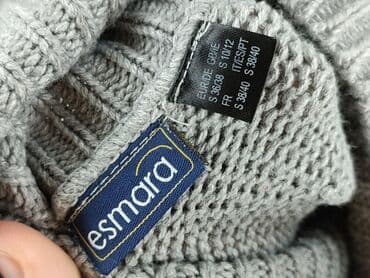 EUR/DE GB/IE
S 36/38 S 10/12
FR IT/ES/PT
S 38/40 S 38/40
esmara